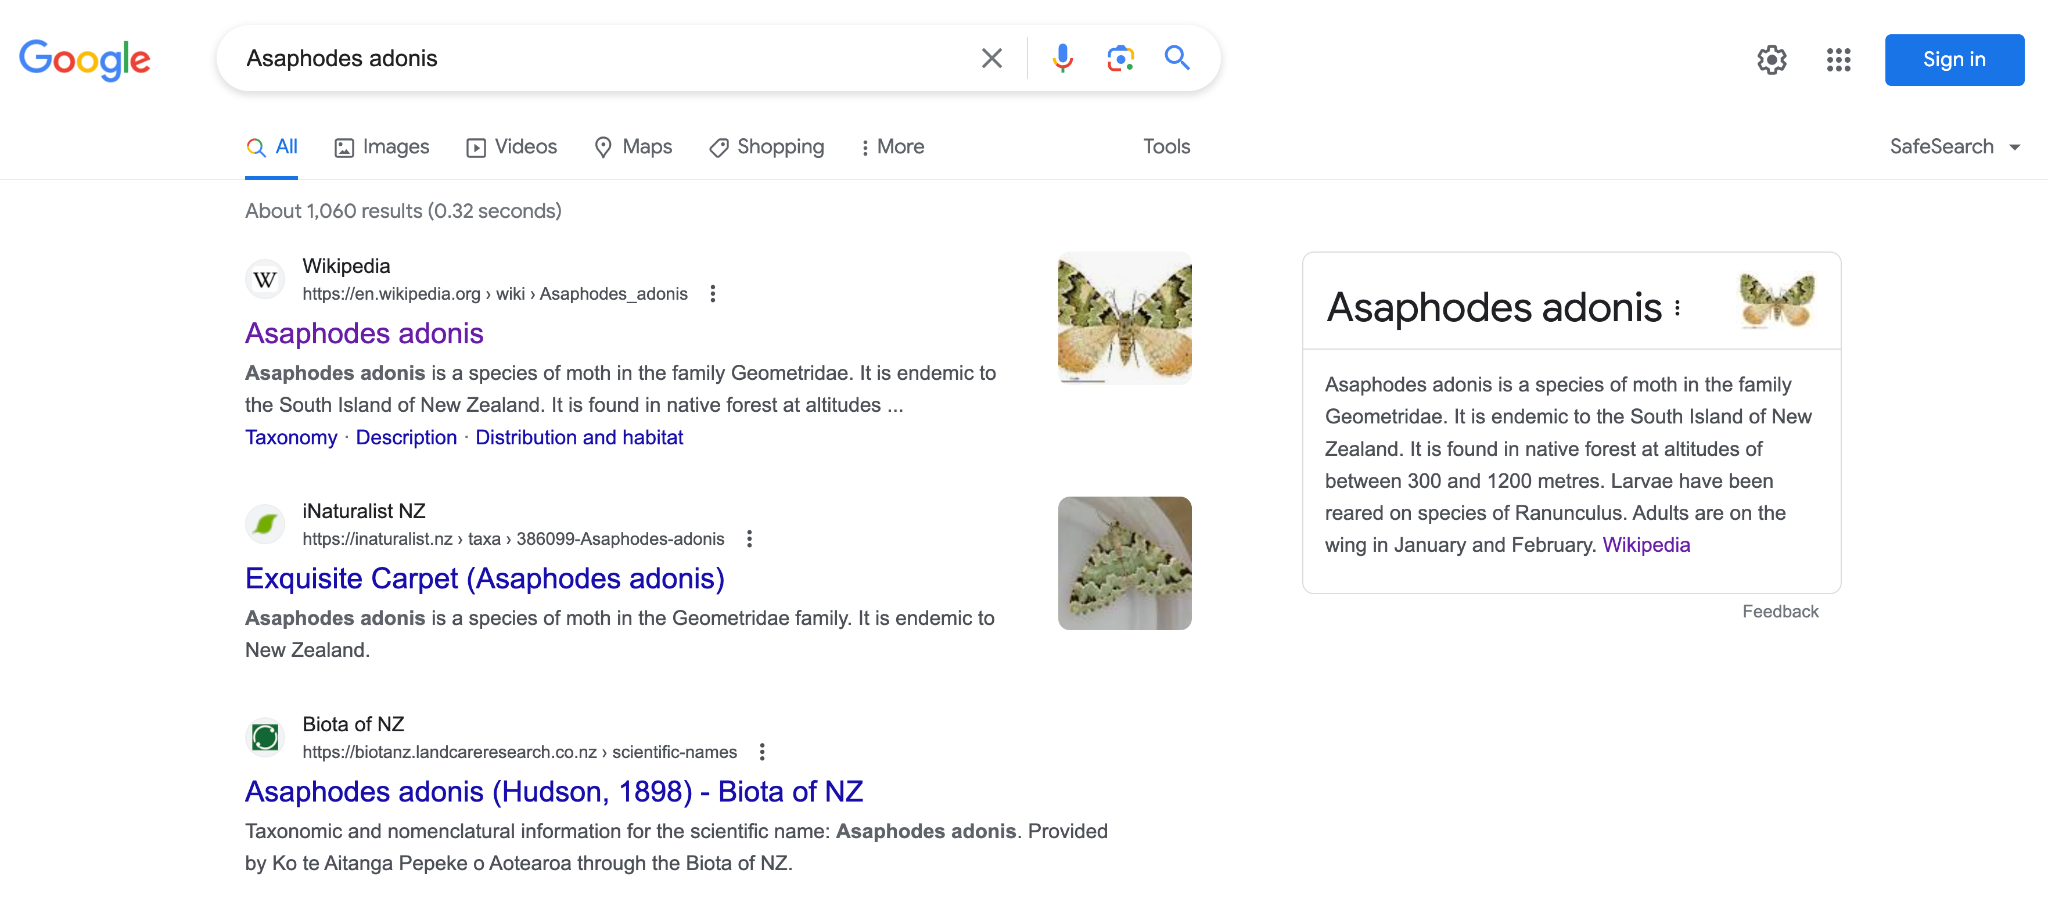 Google
Asaphodes adonis
Sign in
All
Images
Videos
Maps
Shopping
More
Tools
SafeSearch
About 1,060 results (0.32 seconds)
W
Wikipedia
https://en.wikipedia.org › wiki › Asaphodes_adonis
Asaphodes adonis
Asaphodes adonis is a species of moth in the family Geometridae. It is endemic to
the South Island of New Zealand. It is found in native forest at altitudes ...
Taxonomy · Description · Distribution and habitat
iNaturalist NZ
https://inaturalist.nz › taxa › 386099-Asaphodes-adonis
Exquisite Carpet (Asaphodes adonis)
Asaphodes adonis is a species of moth in the Geometridae family. It is endemic to
New Zealand.
Biota of NZ
https://biotanz.landcareresearch.co.nz › scientific-names
Asaphodes adonis (Hudson, 1898) - Biota of NZ
Taxonomic and nomenclatural information for the scientific name: Asaphodes adonis. Provided
by Ko te Aitanga Pepeke o Aotearoa through the Biota of NZ.
Asaphodes adonis
Asaphodes adonis is a species of moth in the family
Geometridae. It is endemic to the South Island of New
Zealand. It is found in native forest at altitudes of
between 300 and 1200 metres. Larvae have been
reared on species of Ranunculus. Adults are on the
wing in January and February. Wikipedia
Feedback